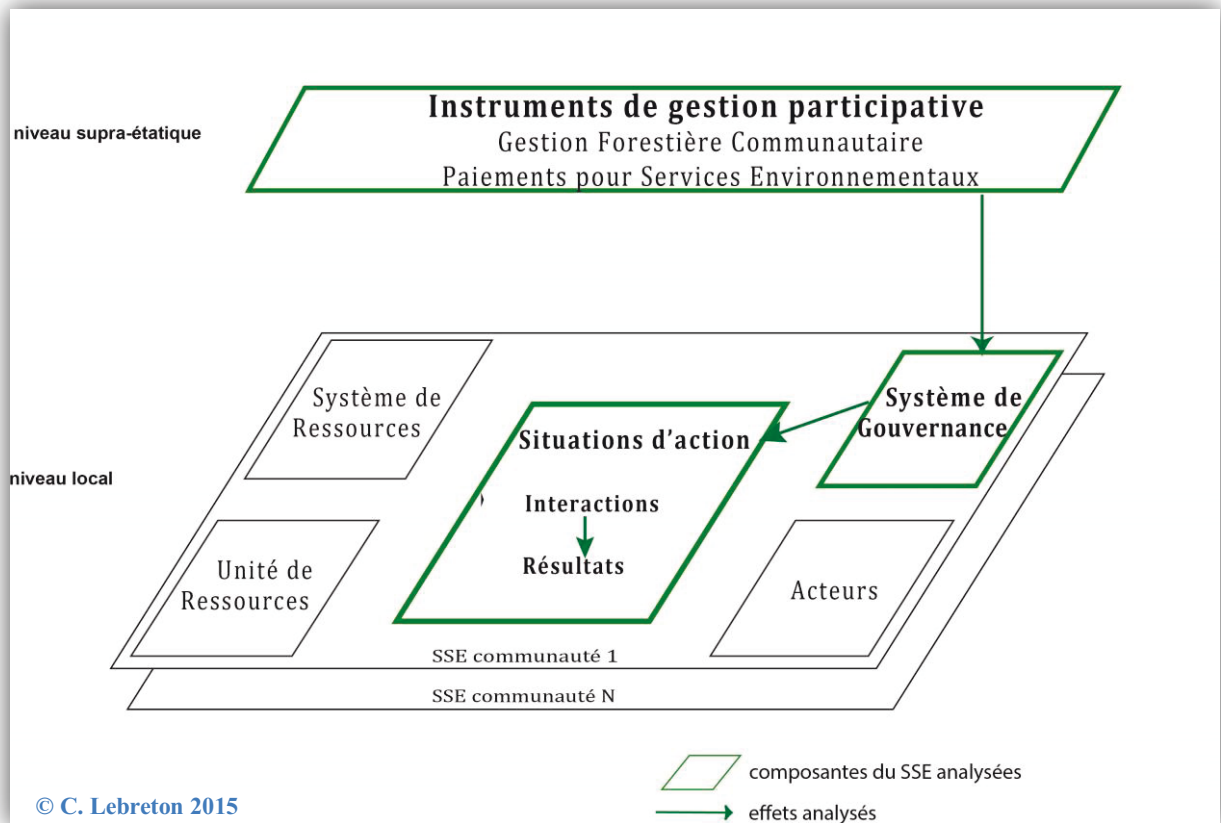 Instruments de gestion participative
niveau supra-étatique
Gestion Forestière Communautaire
Paiements pour Services Environnementaux
Système de
Ressources
Système de
Gouvernance
Situations d'action
niveau local
Interactions
Résultats
Unité de
Ressources
Acteurs
SSE communauté 1
SSE communauté N
composantes du SSE analysées
effets analysés
© C. Lebreton 2015